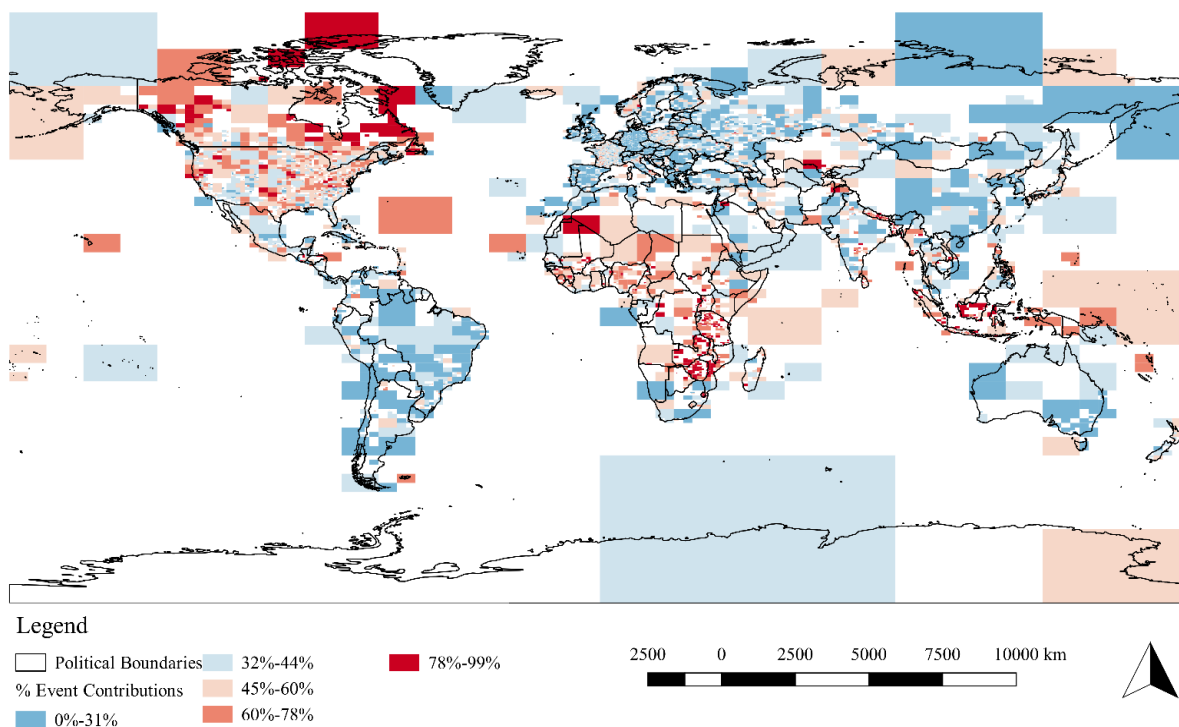 Legend
Political Boundaries
% Event Contributions
0%-31%
32%-44%
45%-60%
60%-78%
78%-99%
2500 0 2500 5000 7500 10000 km